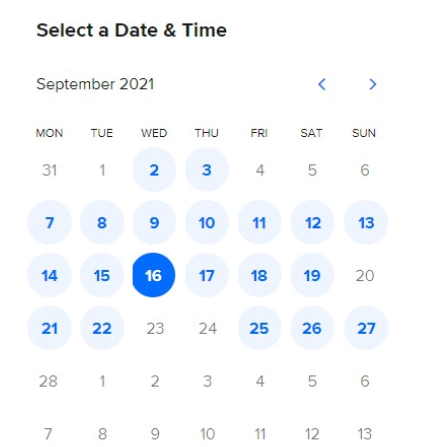 Select a Date & Time
September 2021
MON TUE WED THU FRI SAT SUN
31 1 2 3 4 5 6
7 8 9 10 11 12 13
14 15 16 17 18 19 20
21 22 23 24 25 26 27
28 1 2 3 4 5 6
7 8 9 10 11 12 13